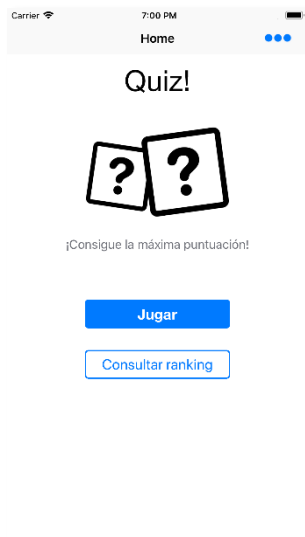 Carrier 7:00 PM
Home
Quiz!
? ?
¡Consigue la máxima puntuación!
Jugar
Consultar ranking